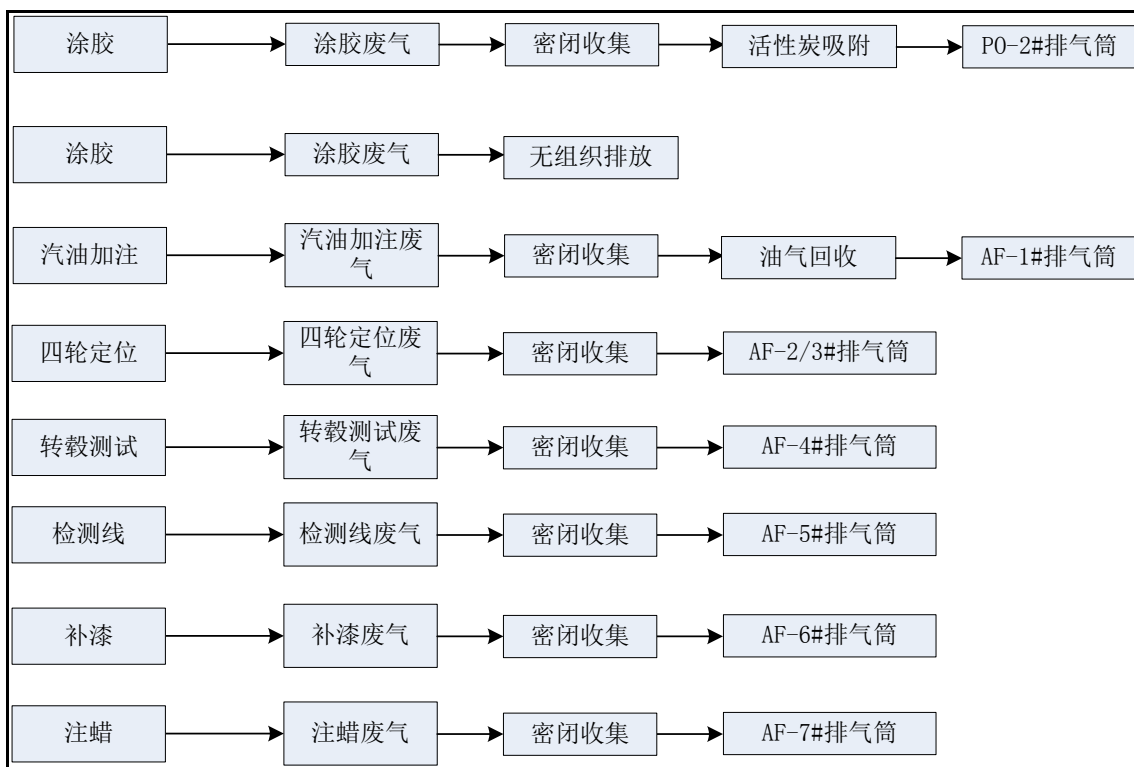 涂胶
涂胶废气
密闭收集
活性炭吸附
PO-2#排气筒
涂胶
涂胶废气
无组织排放
汽油加注
汽油加注废
气
密闭收集
油气回收
AF-1#排气筒
四轮定位
四轮定位废
气
密闭收集
AF-2/3#排气筒
转毂测试
转毂测试废
气
密闭收集
AF-4#排气筒
检测线
检测线废气
密闭收集
AF-5#排气筒
补漆
补漆废气
密闭收集
AF-6#排气筒
注蜡
注蜡废气
密闭收集
AF-7#排气筒